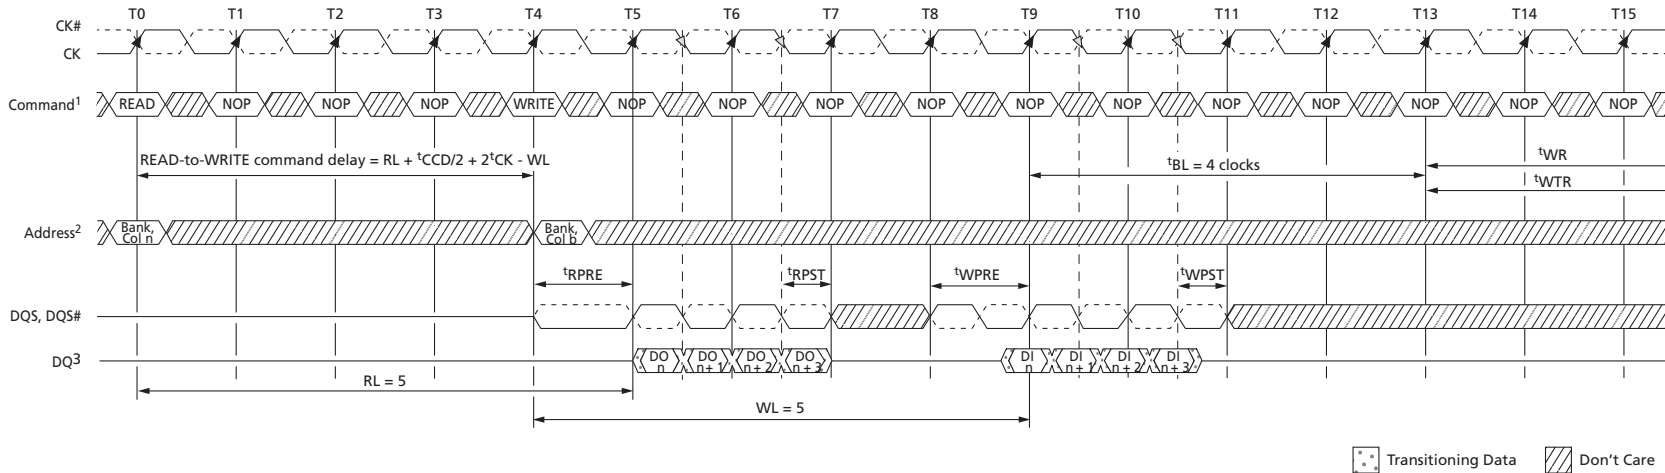 T0 T1 T2 T3 T4 T5 T6 T7 T8 T9 T10 T11 T12 T13 T14 T15
CK#
CK
Command1 READ NOP NOP NOP WRITE NOP NOP NOP NOP NOP NOP NOP NOP NOP NOP NOP
READ-to-WRITE command delay = RL + tCCD/2 + 2tCK - WL
tBL = 4 clocks
tWR
tWTR
Address2 Bank, Col n Bank, Col b
tRPRE tRPST tWPRE tWPST
DQS, DQS#
DQ3 DO n DO n + 1 DO n + 2 DO n + 3 DI n DI n + 1 DI n + 2 DI n + 3
RL = 5
WL = 5
Transitioning Data Don't Care